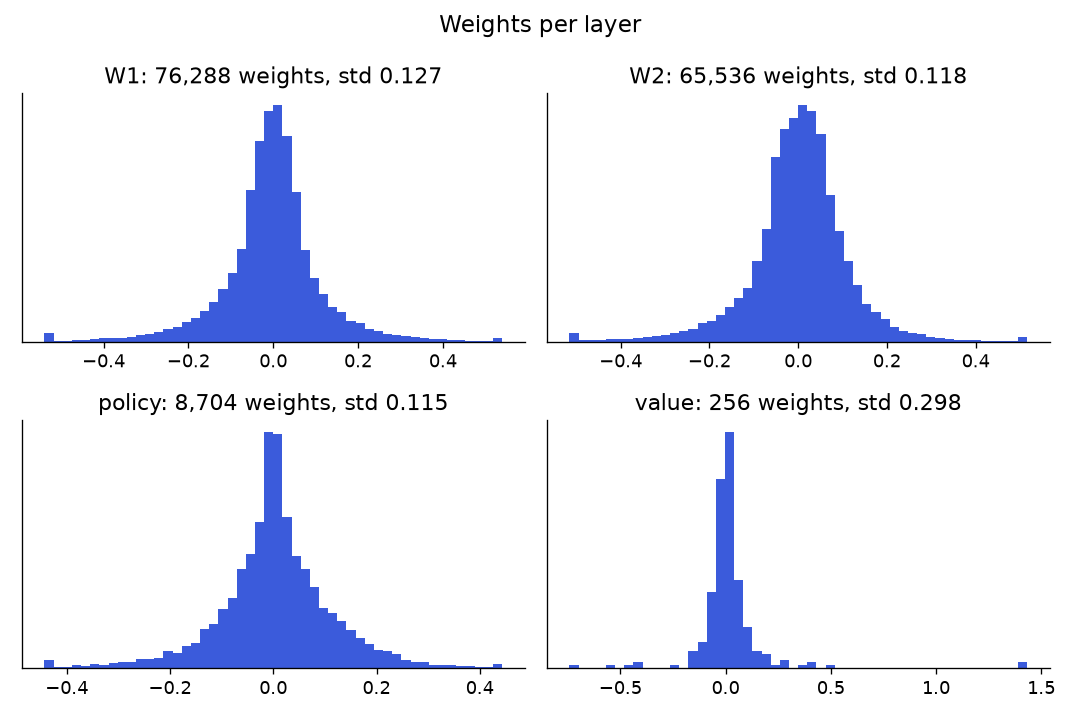 Weights per layer
W1: 76,288 weights, std 0.127
W2: 65,536 weights, std 0.118
−0.4 −0.2 0.0 0.2 0.4
−0.4 −0.2 0.0 0.2 0.4
policy: 8,704 weights, std 0.115
value: 256 weights, std 0.298
−0.4 −0.2 0.0 0.2 0.4
−0.5 0.0 0.5 1.0 1.5